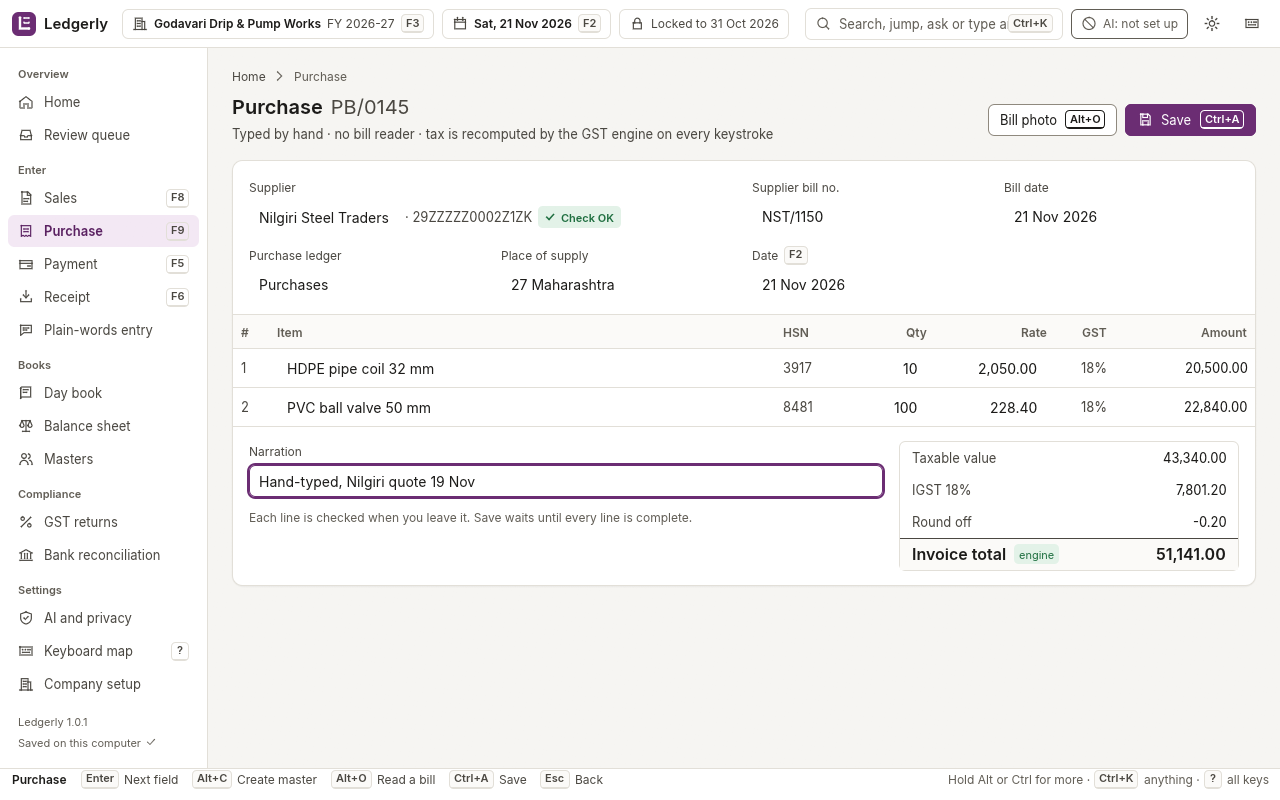 Ledgerly
Godavari Drip & Pump Works FY 2026-27 F3
Sat, 21 Nov 2026 F2
Locked to 31 Oct 2026
Search, jump, ask or type a Ctrl+K
AI: not set up
Overview
Home
Review queue
Enter
Sales F8
Purchase F9
Payment F5
Receipt F6
Plain-words entry
Books
Day book
Balance sheet
Masters
Compliance
GST returns
Bank reconciliation
Settings
AI and privacy
Keyboard map ?
Company setup
Ledgerly 1.0.1
Saved on this computer
Home Purchase
Purchase PB/0145
Typed by hand · no bill reader · tax is recomputed by the GST engine on every keystroke
Bill photo Alt+O
Save Ctrl+A
Supplier Supplier bill no. Bill date
Nilgiri Steel Traders · 29ZZZZZ0002Z1ZK Check OK NST/1150 21 Nov 2026
Purchase ledger Place of supply Date F2
Purchases 27 Maharashtra 21 Nov 2026
# Item HSN Qty Rate GST Amount
1 HDPE pipe coil 32 mm 3917 10 2,050.00 18% 20,500.00
2 PVC ball valve 50 mm 8481 100 228.40 18% 22,840.00
Narration
Hand-typed, Nilgiri quote 19 Nov
Each line is checked when you leave it. Save waits until every line is complete.
Taxable value 43,340.00
IGST 18% 7,801.20
Round off -0.20
Invoice total engine 51,141.00
Purchase Enter Next field Alt+C Create master Alt+O Read a bill Ctrl+A Save Esc Back
Hold Alt or Ctrl for more · Ctrl+K anything · ? all keys